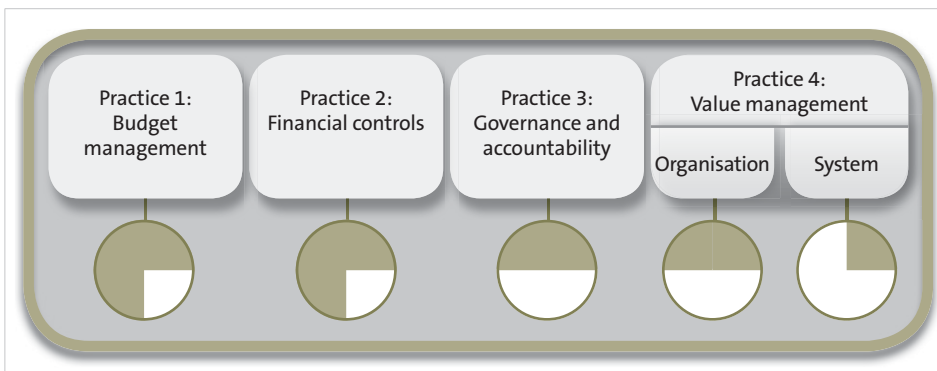 Practice 1:
Budget
management
Practice 2:
Financial controls
Practice 3:
Governance and
accountability
Practice 4:
Value management
Organisation
System